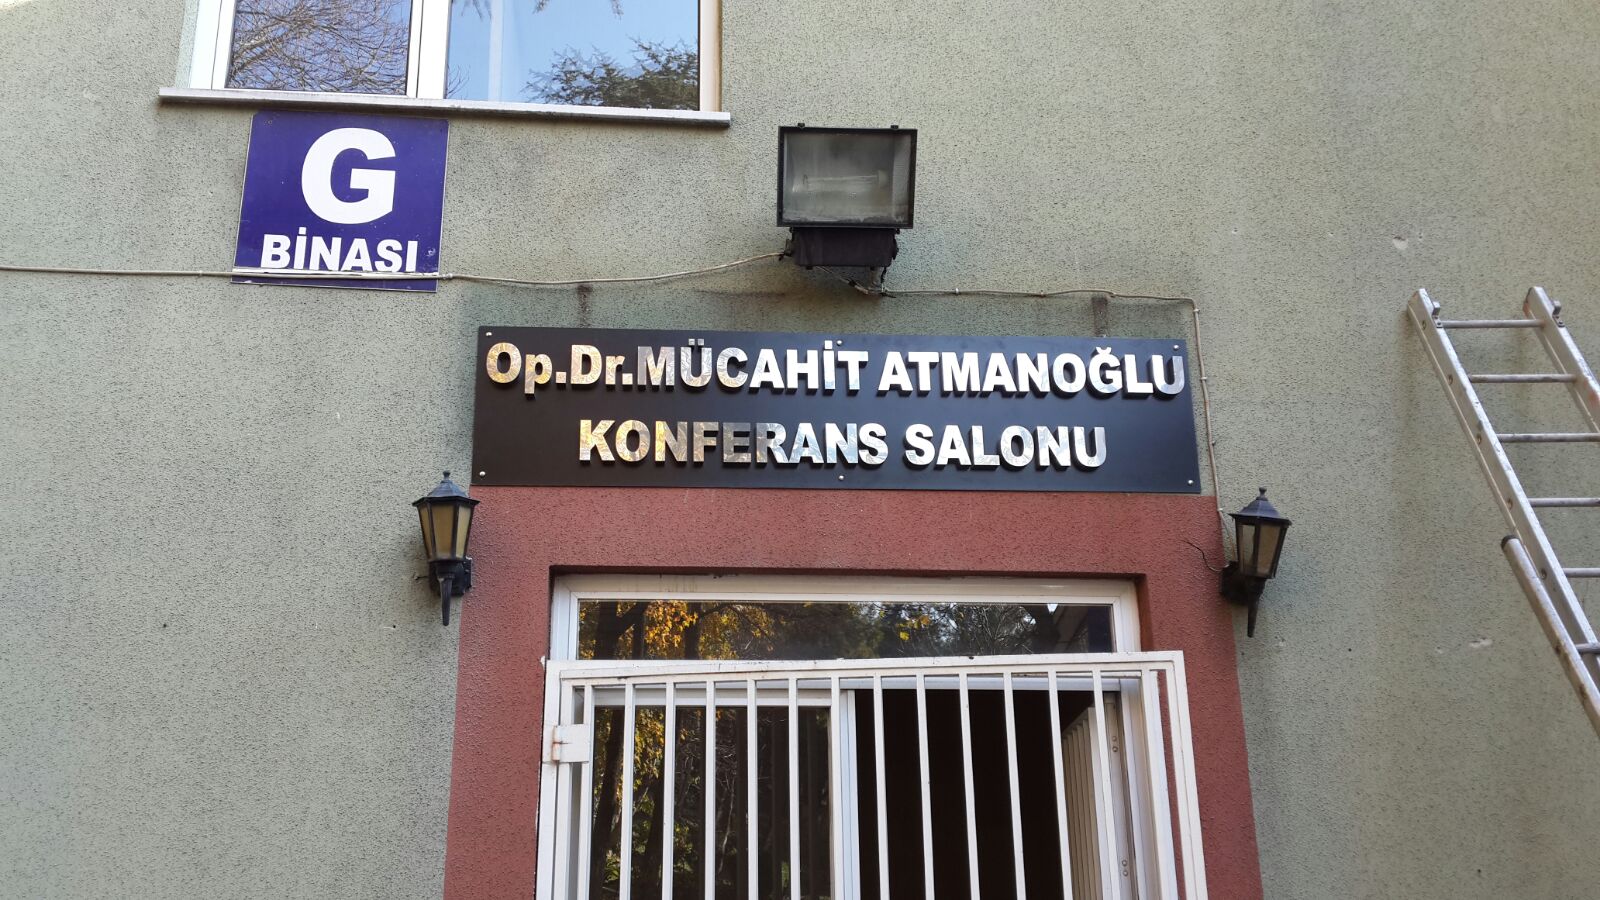 G
BİNASI
Op.Dr.MÜCAHİT ATMANOĞLU
KONFERANS SALONU